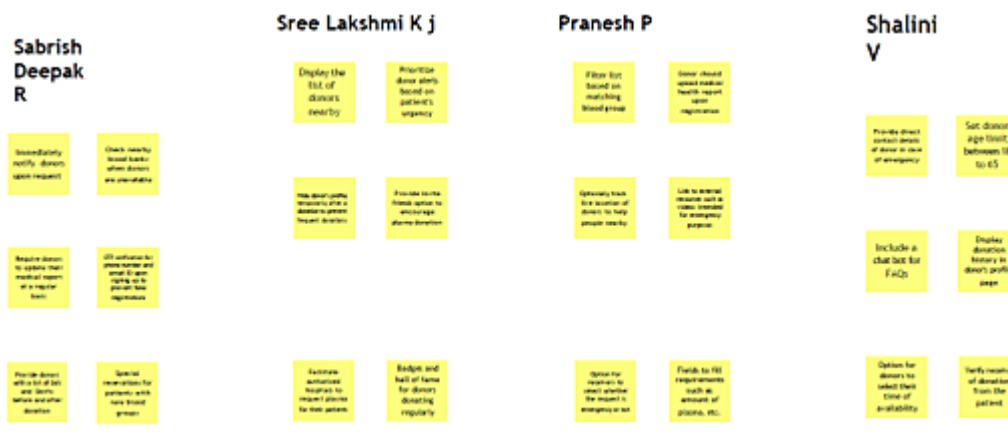 Sabrish
Deepak
R
Sree Lakshmi K j
Pranesh P
Shalini
V
Immediately
notify donors
upon request
Check nearby
blood banks
when donors
are unavailable
Require donors
to update their
medical report
on a regular
basis
OTP verification for
phone number and
email ID upon
signing up to
prevent fake
registrations
Provide donors
with a list of Do's
and Don'ts
before and after
donation
Special
reservations for
patients with
rare blood
groups
Display the
list of
donors
nearby
Prioritize
donor alerts
based on
patient's
urgency
Hide donor's profile
temporarily after a
donation to prevent
frequent donations
Provide invite
friends option to
encourage
plasma donation
Facilitate
authorized
hospitals to
request plasma
for their patients
Badges and
hall of fame
for donors
donating
regularly
Filter list
based on
matching
blood group
Donor should
upload medical
health report
upon
registration
Optionally track
live location of
donors to help
people nearby
Link to external
resources such as
videos intended
for emergency
purpose
Option for
receivers to
select whether
the request is
emergency or not
Fields to fill
requirements
such as
amount of
plasma, etc.
Provide direct
contact details
of donor in case
of emergency
Set donor
age limit
between 18
to 65
Include a
chat bot for
FAQs
Display
donation
history in
donor's profile
page
Option for
donors to
select their
time of
availability
Verify
of donation
from the
patient